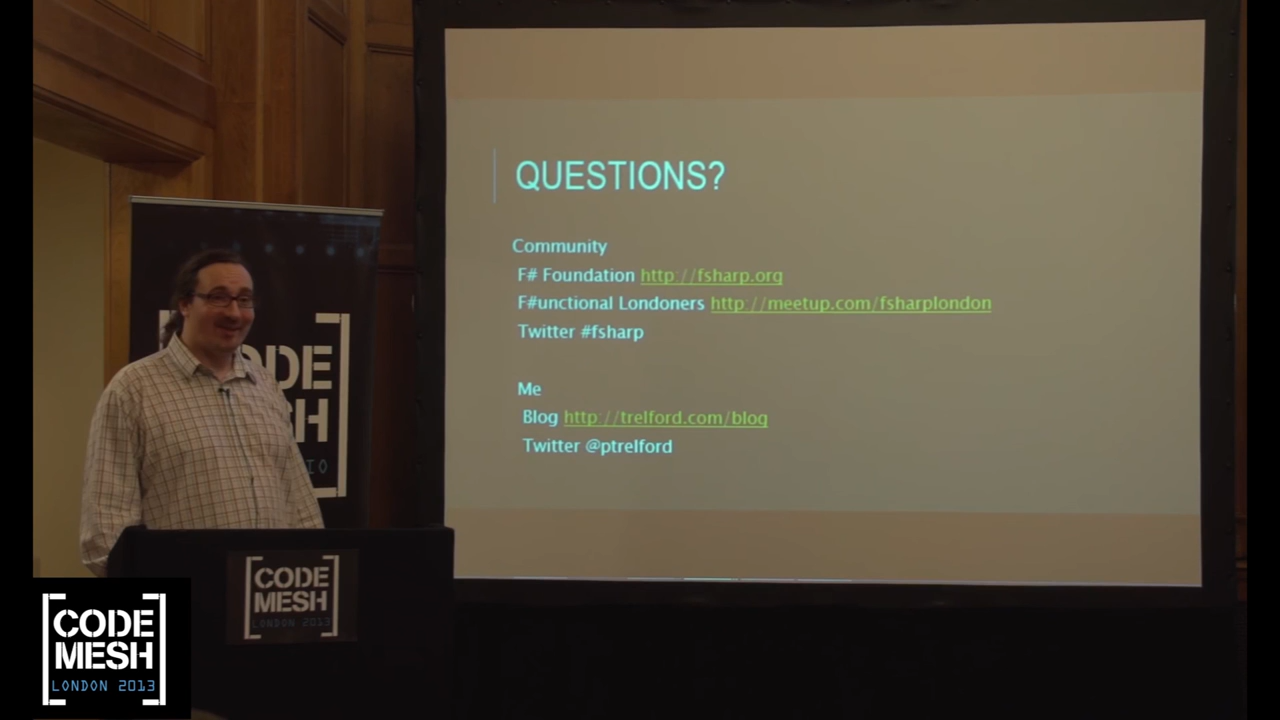 QUESTIONS?
Community
F# Foundation http://fsharp.org
F#unctional Londoners http://meetup.com/fsharplondon
Twitter #fsharp
Me
Blog http://trelford.com/blog
Twitter @ptrelford
CODE
MESH
LONDON 2013
CODE
MESH
LONDON 2013